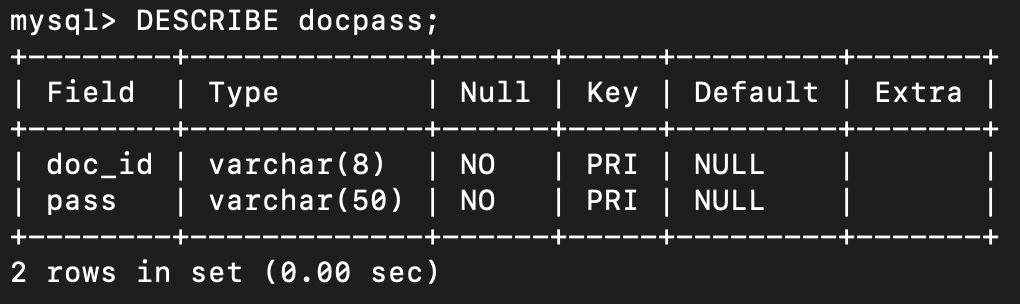 mysql> DESCRIBE docpass;
+--------+-------------+------+-----+---------+-------+
| Field  | Type        | Null | Key | Default | Extra |
+--------+-------------+------+-----+---------+-------+
| doc_id | varchar(8)  | NO   | PRI | NULL    |       |
| pass   | varchar(50) | NO   | PRI | NULL    |       |
+--------+-------------+------+-----+---------+-------+
2 rows in set (0.00 sec)